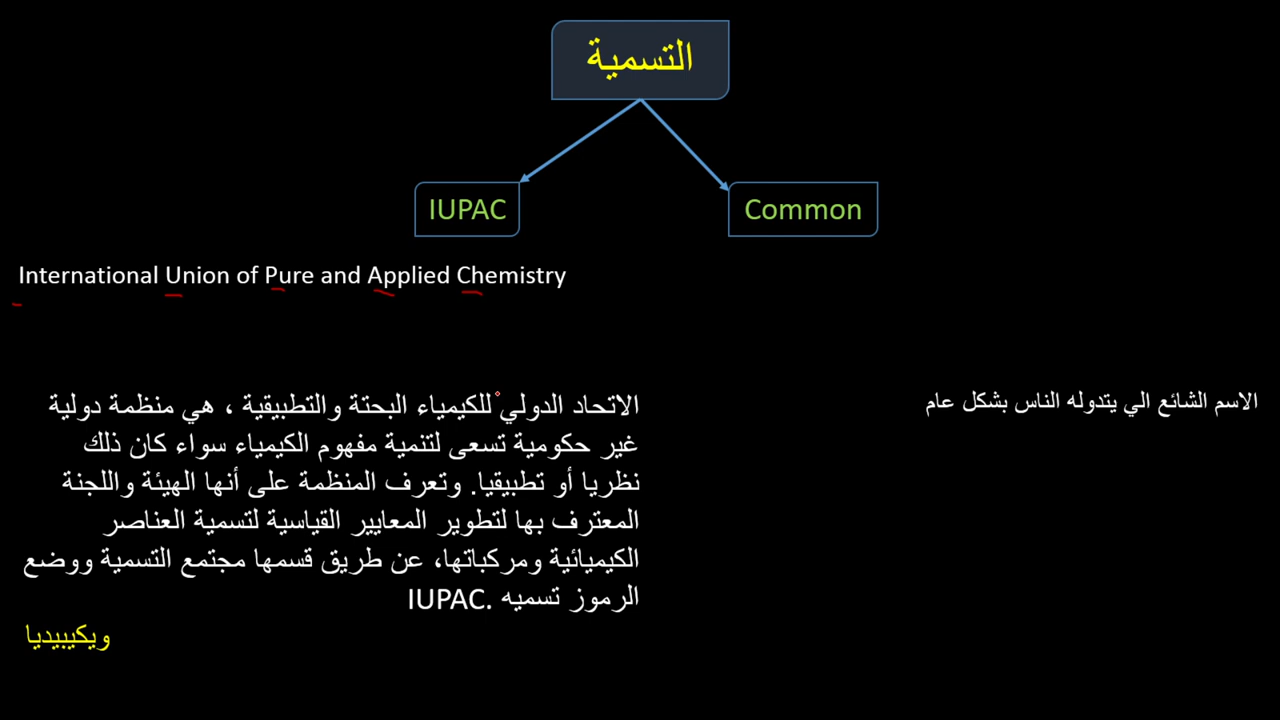 التسمية
IUPAC
Common
International Union of Pure and Applied Chemistry
الاتحاد الدولي للكيمياء البحتة والتطبيقية ، هي منظمة دولية
غير حكومية تسعى لتنمية مفهوم الكيمياء سواء كان ذلك
نظريا أو تطبيقيا. وتعرف المنظمة على أنها الهيئة واللجنة
المعترف بها لتطوير المعايير القياسية لتسمية العناصر
الكيميائية ومركباتها، عن طريق قسمها مجتمع التسمية ووضع
الرموز تسميه .IUPAC
ويكيبيديا
الاسم الشائع الي يتدوله الناس بشكل عام